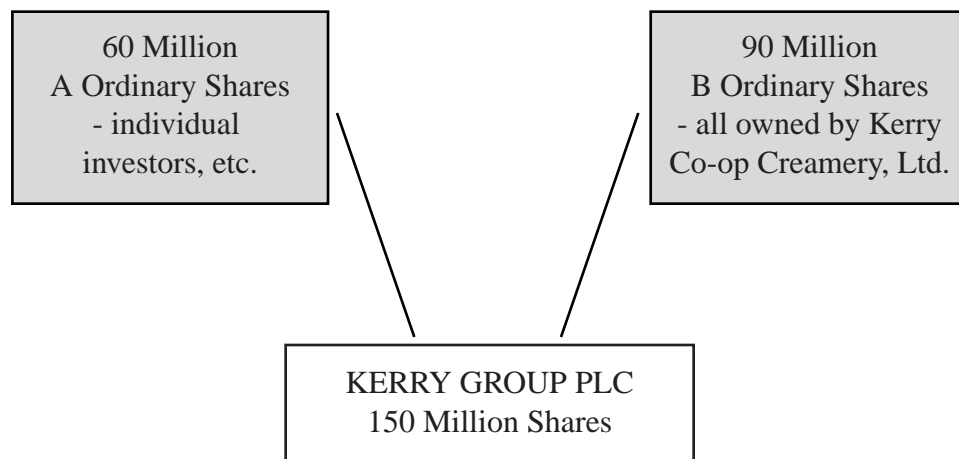 60 Million
A Ordinary Shares
- individual
investors, etc.
90 Million
B Ordinary Shares
- all owned by Kerry
Co-op Creamery, Ltd.
KERRY GROUP PLC
150 Million Shares